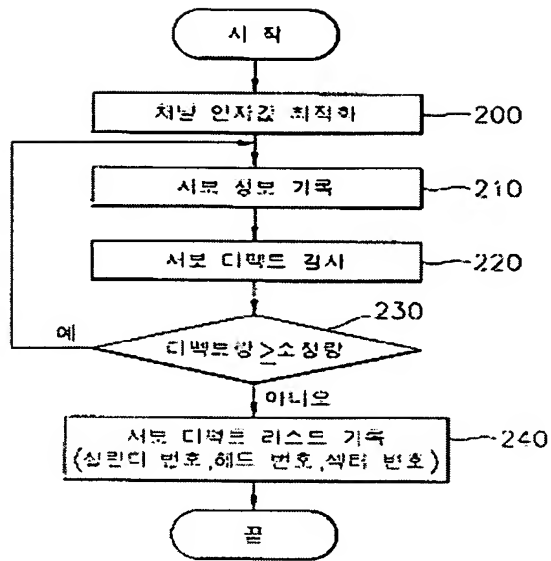 시 작
채널 인자값 최적화
200
서보 정보 기록
210
서보 디팩트 검사
220
230
예
디팩트량≥소정량
아니오
서보 디팩트 리스트 기록
(실린더 번호,헤드 번호,섹터 번호)
240
끝